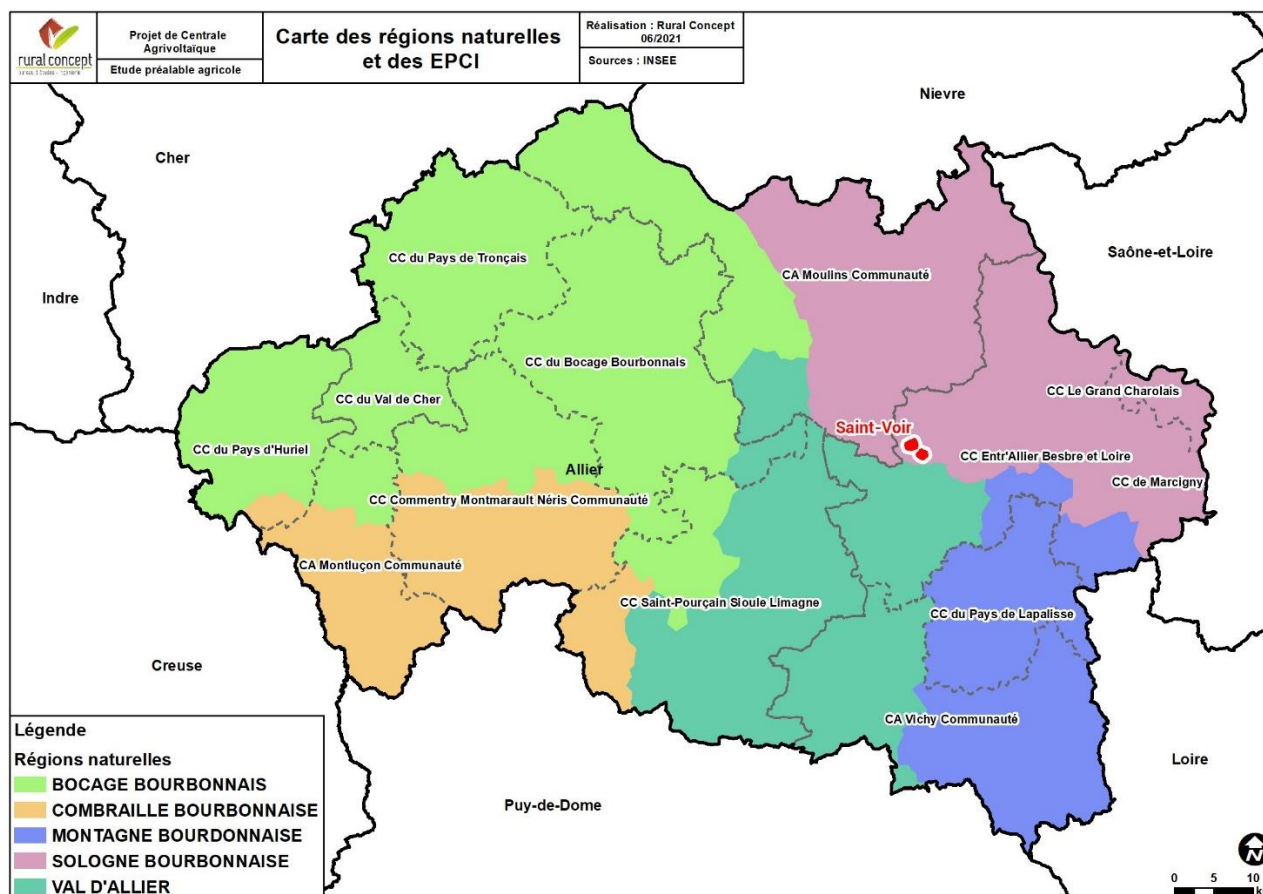 rural concept
Projet de Centrale
Agrivoltaïque
Etude préalable agricole
Carte des régions naturelles
et des EPCI
Réalisation : Rural Concept
06/2021
Sources : INSEE
Nievre
Cher
Saône-et-Loire
Indre
CC du Pays de Tronçais
CA Moulins Communauté
CC du Bocage Bourbonnais
CC du Val de Cher
CC Le Grand Charolais
Saint-Voir
CC du Pays d'Huriel
CC Entr'Allier Besbre et Loire
Allier
CC de Marcigny
CC Commentry Montmarault Néris Communauté
CA Montluçon Communauté
CC Saint-Pourçain Sioule Limagne
CC du Pays de Lapalisse
Creuse
CA Vichy Communauté
Loire
Puy-de-Dome
Légende
Régions naturelles
BOCAGE BOURBONNAIS
COMBRAILLE BOURBONNAISE
MONTAGNE BOURDONNAISE
SOLOGNE BOURBONNAISE
VAL D'ALLIER
N
0 5 10